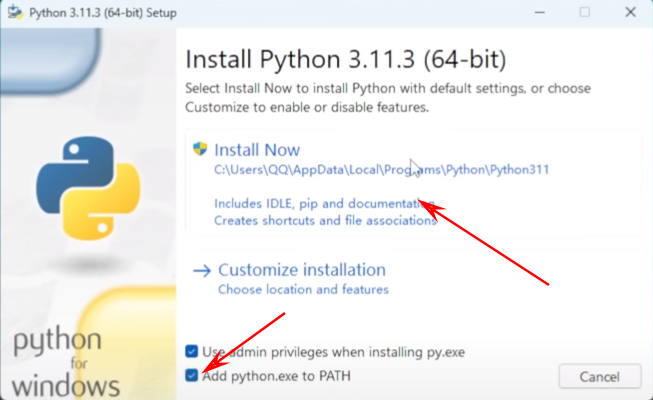 Python 3.11.3 (64-bit) Setup
Install Python 3.11.3 (64-bit)
Select Install Now to install Python with default settings, or choose
Customize to enable or disable features.
Install Now
C:\Users\QQ\AppData\Local\Programs\Python\Python311
Includes IDLE, pip and documentation
Creates shortcuts and file associations
Customize installation
Choose location and features
Use admin privileges when installing py.exe
Add python.exe to PATH
python
for
windows
Cancel